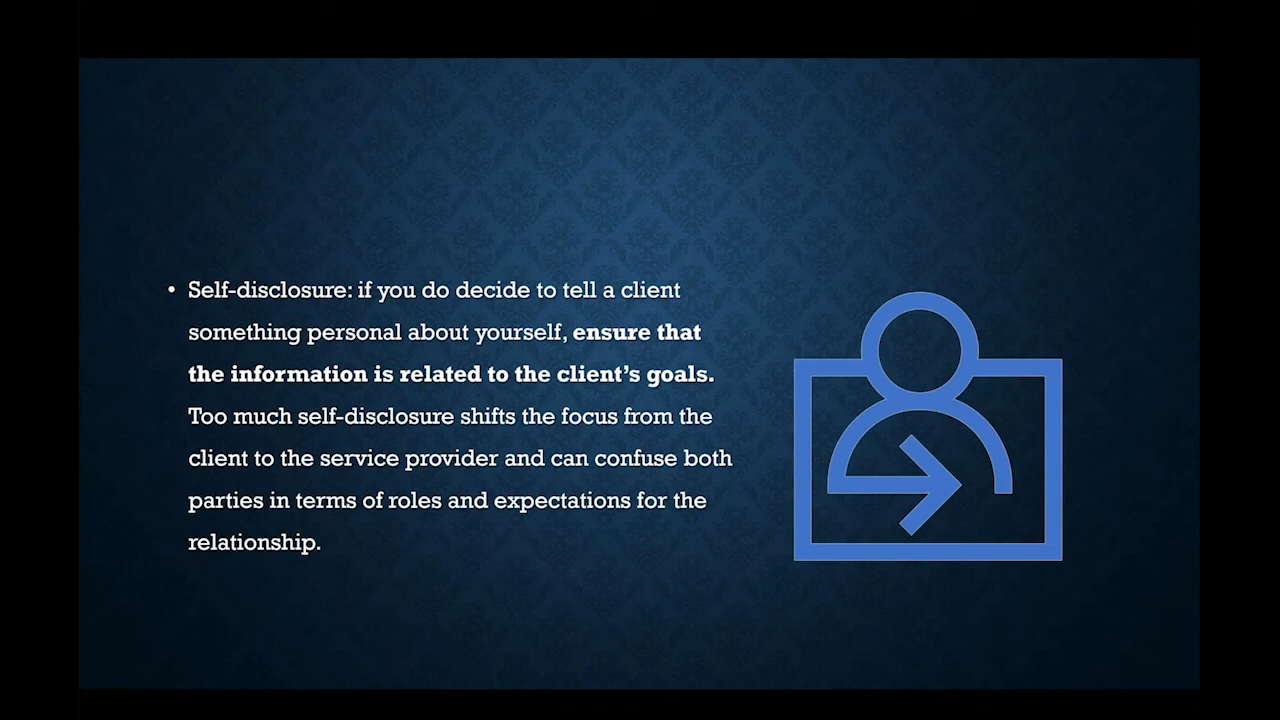 • Self-disclosure: if you do decide to tell a client
something personal about yourself, ensure that
the information is related to the client’s goals.
Too much self-disclosure shifts the focus from the
client to the service provider and can confuse both
parties in terms of roles and expectations for the
relationship.